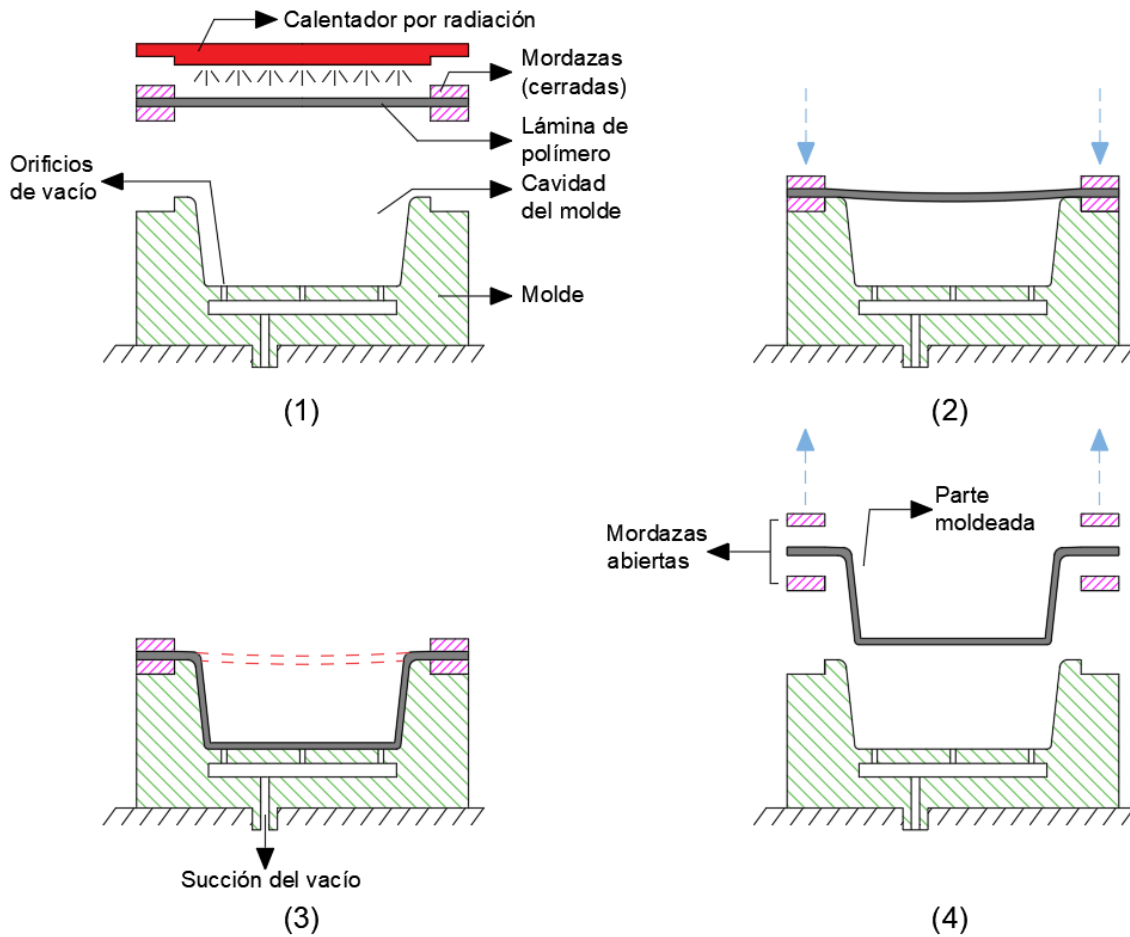 Calentador por radiación
Mordazas
(cerradas)
Lámina de
polímero
Orificios
de vacío
Cavidad
del molde
Molde
(1)
(2)
Parte
moldeada
Mordazas
abiertas
Succión del vacío
(3)
(4)